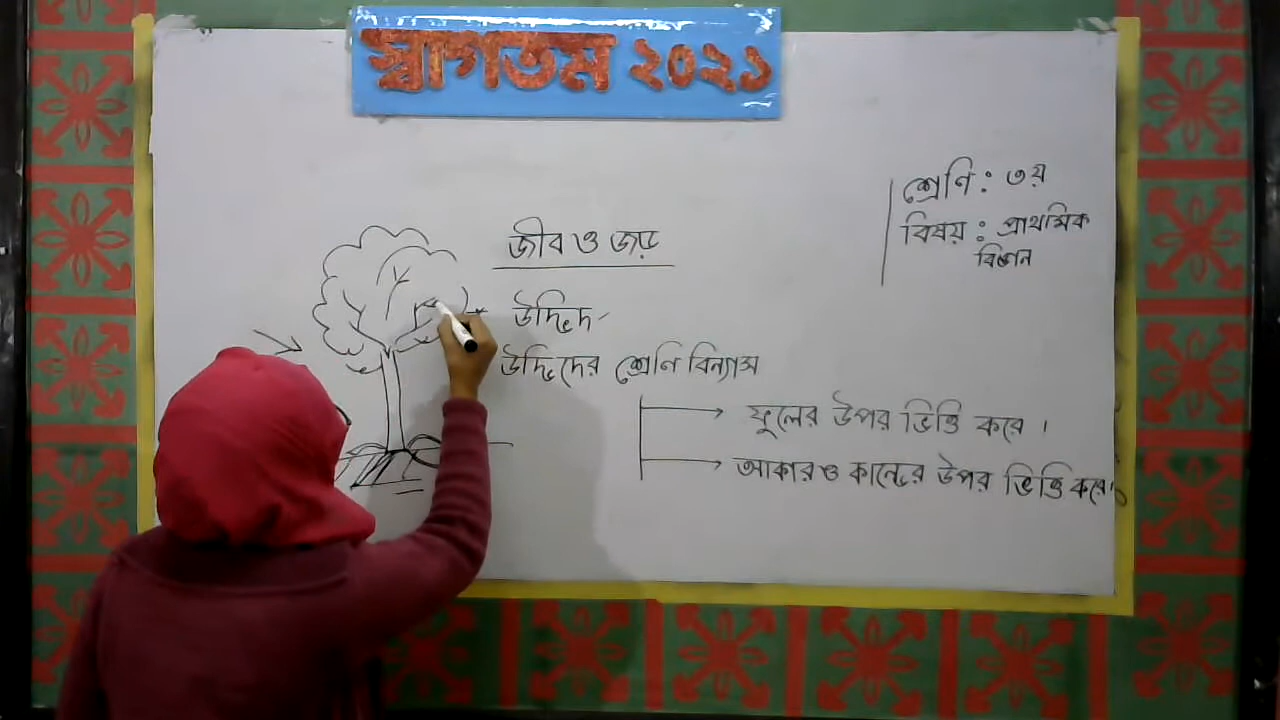 স্বাগতম ২০২১
শ্রেণি : ৩য়
বিষয় : প্রাথমিক
বিজ্ঞান
জীব ও জড়
উদ্ভিদ
উদ্ভিদের শ্রেণি বিন্যাস
ফুলের উপর ভিত্তি করে ।
আকার ও কান্ডের উপর ভিত্তি করে।